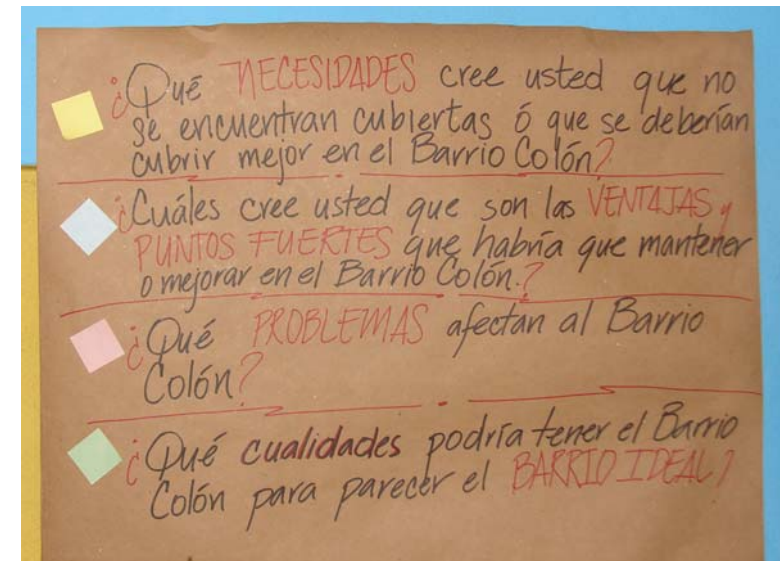 ¿Qué NECESIDADES cree usted que no
se encuentran cubiertas ó que se deberían
cubrir mejor en el Barrio Colón?
¿Cuáles cree usted que son las VENTAJAS y
PUNTOS FUERTES que habría que mantener
o mejorar en el Barrio Colón.?
¿Qué PROBLEMAS afectan al Barrio
Colón?
¿Qué cualidades podría tener el Barrio
Colón para parecer el BARRIO IDEAL?